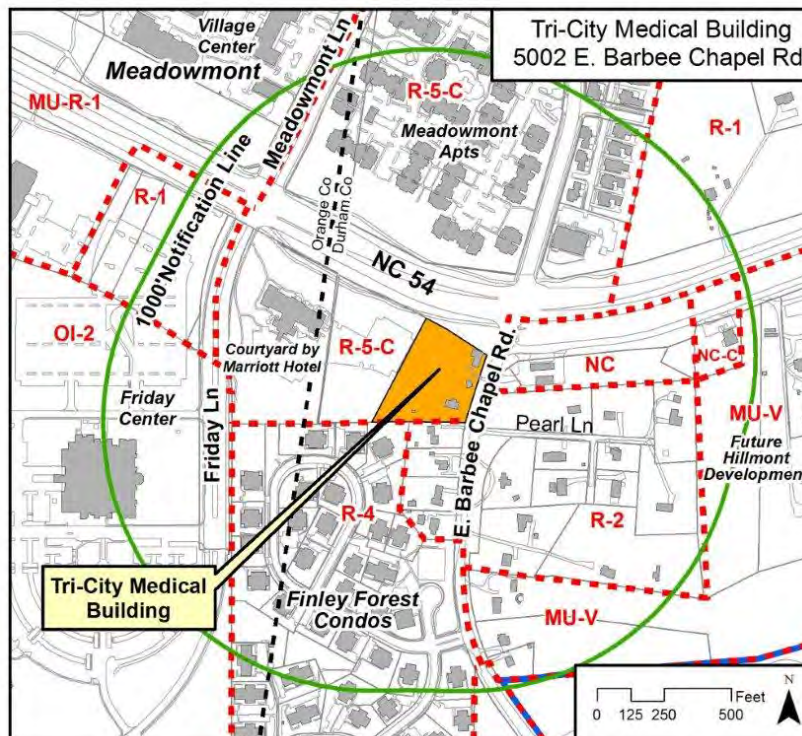 Tri-City Medical Building
5002 E. Barbee Chapel Rd
Village
Center
Meadowmont
Meadowmont Ln
R-5-C
MU-R-1
Meadowmont
Apts
R-1
1000' Notification Line
R-1
Orange Co
Durham Co
NC 54
OI-2
Courtyard by
Marriott Hotel
R-5-C
E. Barbee Chapel Rd.
NC
NC-C
Friday
Center
Friday Ln
Pearl Ln
MU-V
Future
Hillmont
Development
R-4
R-2
Tri-City Medical
Building
Finley Forest
Condos
MU-V
N
Feet
0 125 250 500